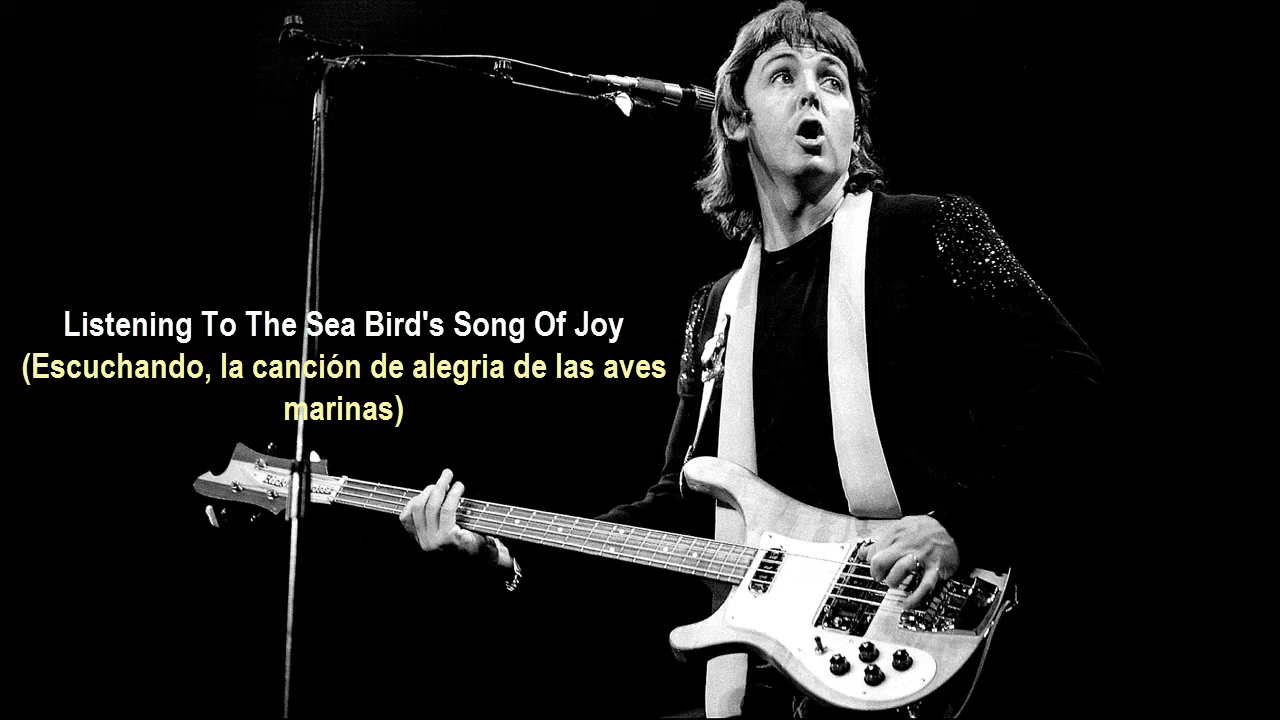 Listening To The Sea Bird's Song Of Joy
(Escuchando, la canción de alegria de las aves
marinas)